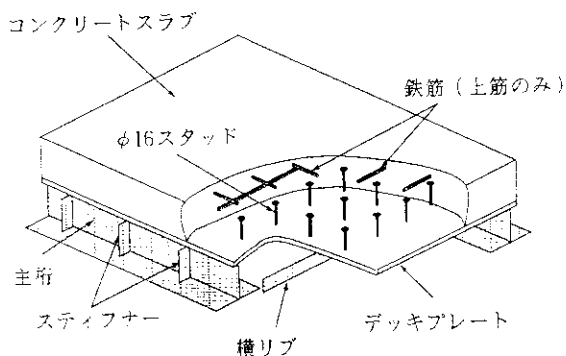 コンクリートスラブ
鉄筋（上筋のみ）
φ16スタッド
主桁
スティフナー
横リブ
デッキプレート